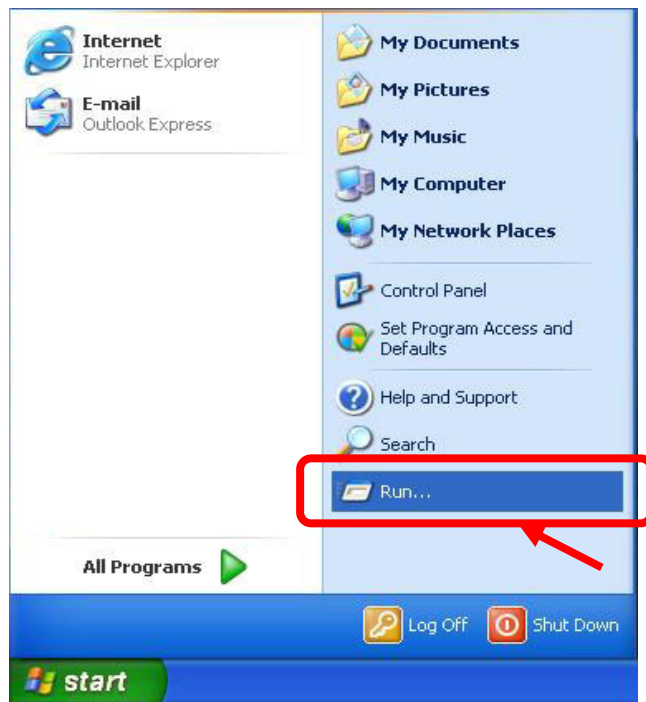 Internet
Internet Explorer
E-mail
Outlook Express
All Programs
My Documents
My Pictures
My Music
My Computer
My Network Places
Control Panel
Set Program Access and
Defaults
Help and Support
Search
Run...
Log Off
Shut Down
start